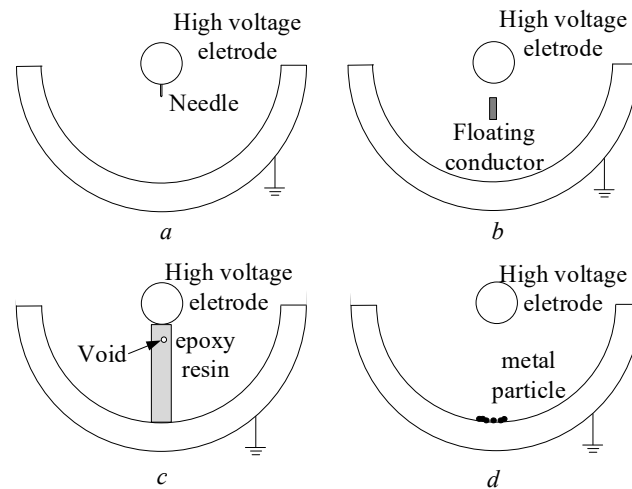 High voltage
eletrode
Needle
a
High voltage
eletrode
Floating
conductor
b
High voltage
eletrode
Void
epoxy
resin
c
High voltage
eletrode
metal
particle
d